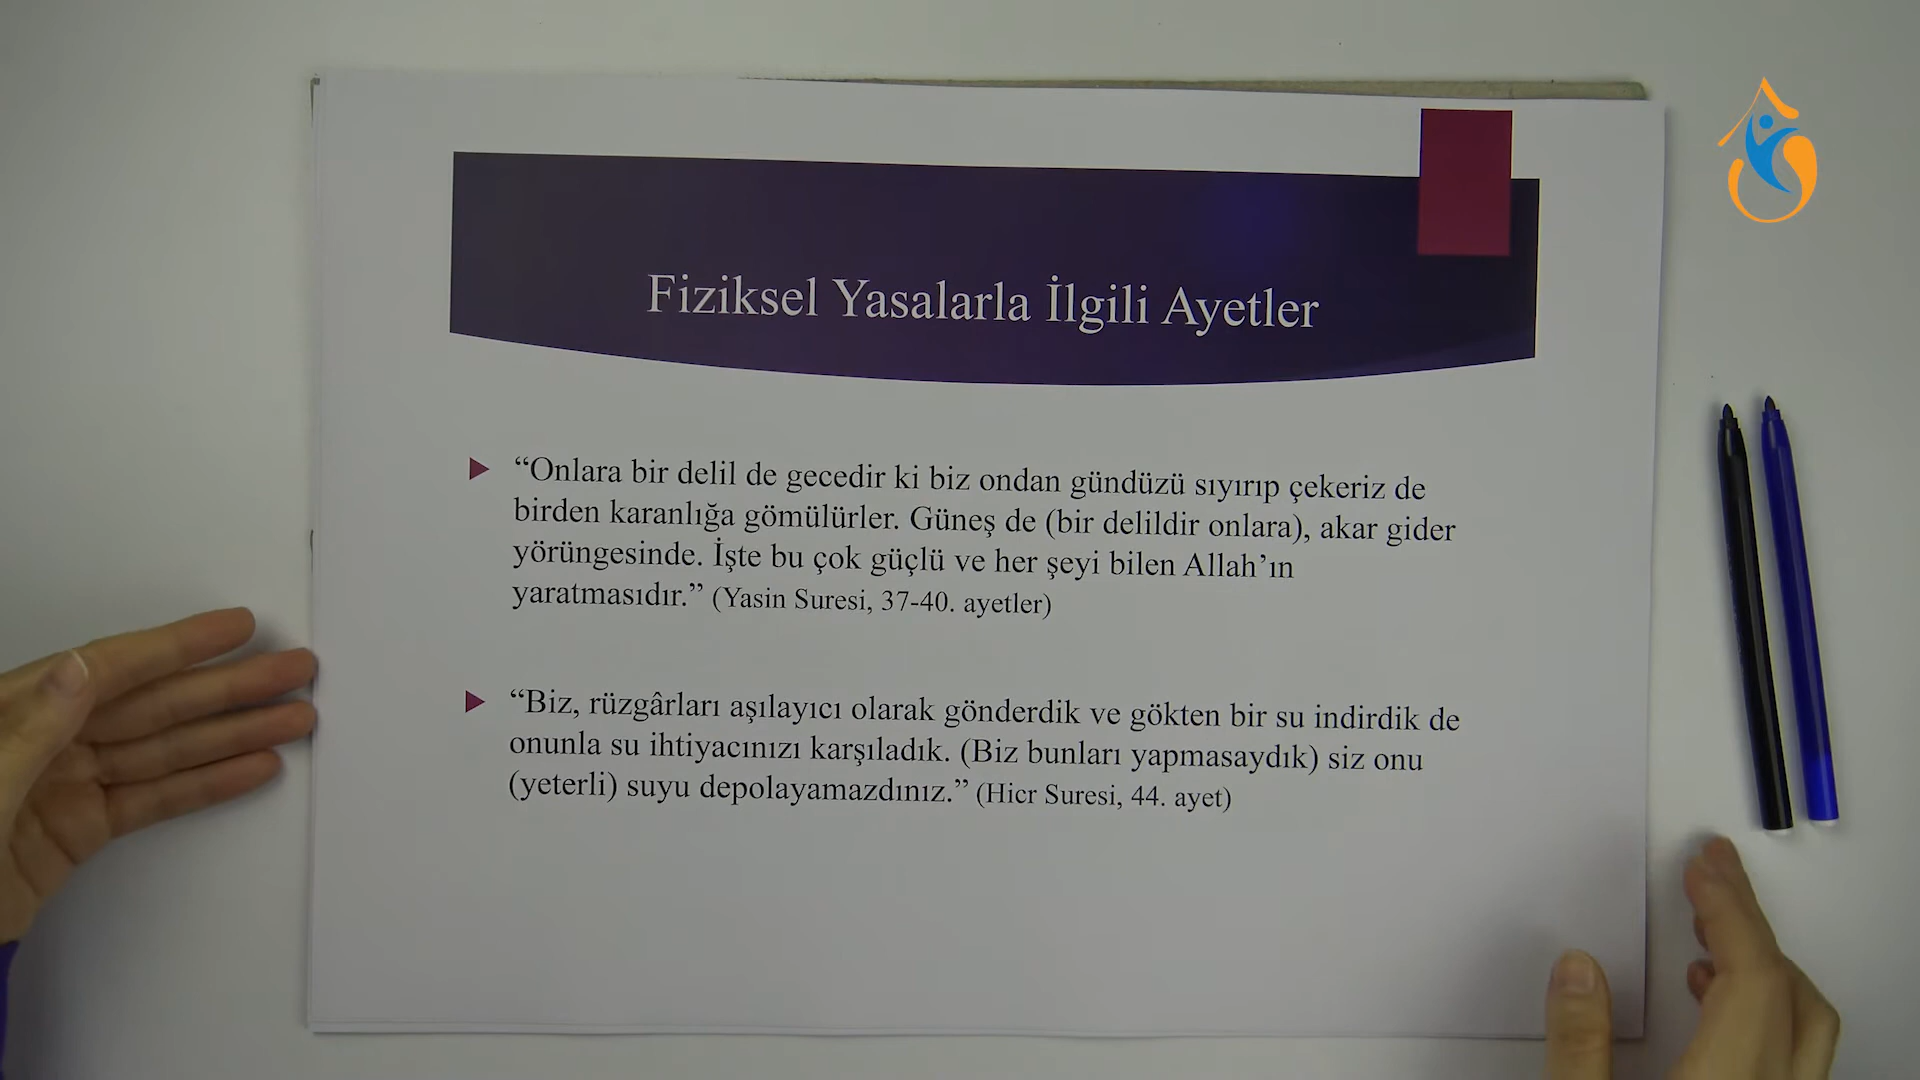 Fiziksel Yasalarla İlgili Ayetler
“Onlara bir delil de gecedir ki biz ondan gündüzü sıyırıp çekeriz de
birden karanlığa gömülürler. Güneş de (bir delildir onlara), akar gider
yörüngesinde. İşte bu çok güçlü ve her şeyi bilen Allah’ın
yaratmasıdır.” (Yasin Suresi, 37-40. ayetler)
“Biz, rüzgârları aşılayıcı olarak gönderdik ve gökten bir su indirdik de
onunla su ihtiyacınızı karşıladık. (Biz bunları yapmasaydık) siz onu
(yeterli) suyu depolayamazdınız.” (Hicr Suresi, 44. ayet)